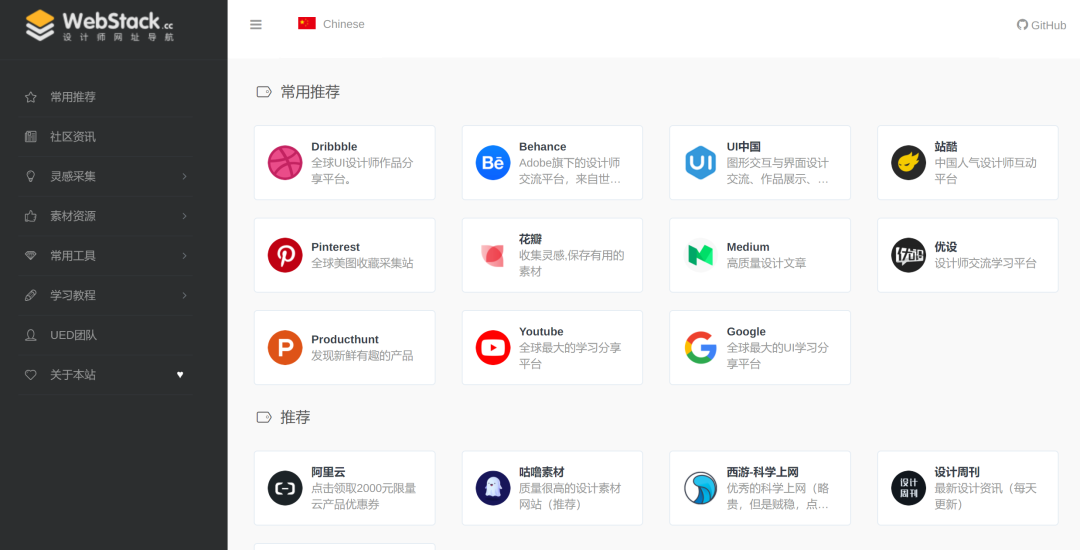 WebStack.cc
设计师网址导航
Chinese
GitHub
常用推荐
社区资讯
灵感采集
素材资源
常用工具
学习教程
UED团队
关于本站
常用推荐
Dribbble
全球UI设计师作品分
享平台。
Behance
Adobe旗下的设计师
交流平台，来自世…
UI中国
图形交互与界面设计
交流、作品展示、…
站酷
中国人气设计师互动
平台
Pinterest
全球美图收藏采集站
花瓣
收集灵感,保存有用的
素材
Medium
高质量设计文章
优设
优设
设计师交流学习平台
Producthunt
发现新鲜有趣的产品
Youtube
全球最大的学习分享
平台
Google
全球最大的UI学习分
享平台
推荐
阿里云
点击领取2000元限量
云产品优惠券
咕噜素材
质量很高的设计素材
网站（推荐）
西游-科学上网
优秀的科学上网（略
贵，但是贼稳，点…
设计
周刊
设计周刊
最新设计资讯（每天
更新）